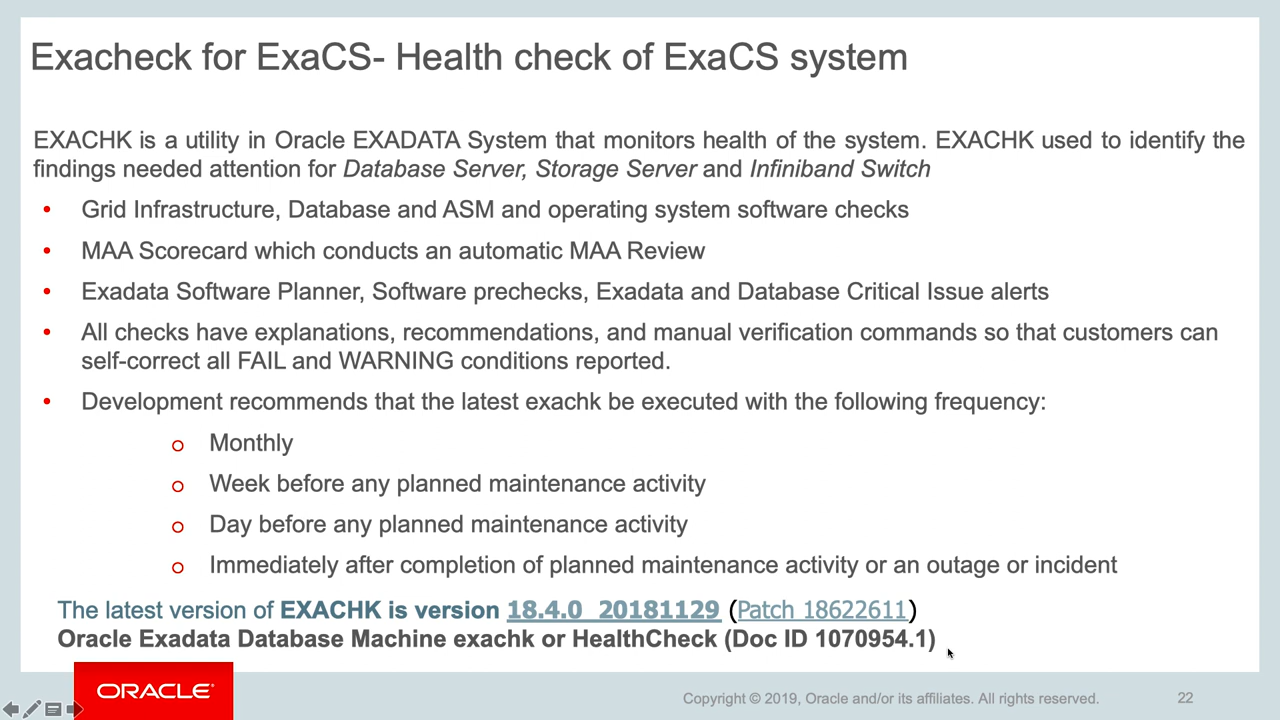 Exacheck for ExaCS- Health check of ExaCS system
EXACHK is a utility in Oracle EXADATA System that monitors health of the system. EXACHK used to identify the
findings needed attention for Database Server, Storage Server and Infiniband Switch
• Grid Infrastructure, Database and ASM and operating system software checks
• MAA Scorecard which conducts an automatic MAA Review
• Exadata Software Planner, Software prechecks, Exadata and Database Critical Issue alerts
• All checks have explanations, recommendations, and manual verification commands so that customers can
self-correct all FAIL and WARNING conditions reported.
• Development recommends that the latest exachk be executed with the following frequency:
o Monthly
o Week before any planned maintenance activity
o Day before any planned maintenance activity
o Immediately after completion of planned maintenance activity or an outage or incident
The latest version of EXACHK is version 18.4.0_20181129 (Patch 18622611)
Oracle Exadata Database Machine exachk or HealthCheck (Doc ID 1070954.1)
ORACLE®
Copyright © 2019, Oracle and/or its affiliates. All rights reserved. 22